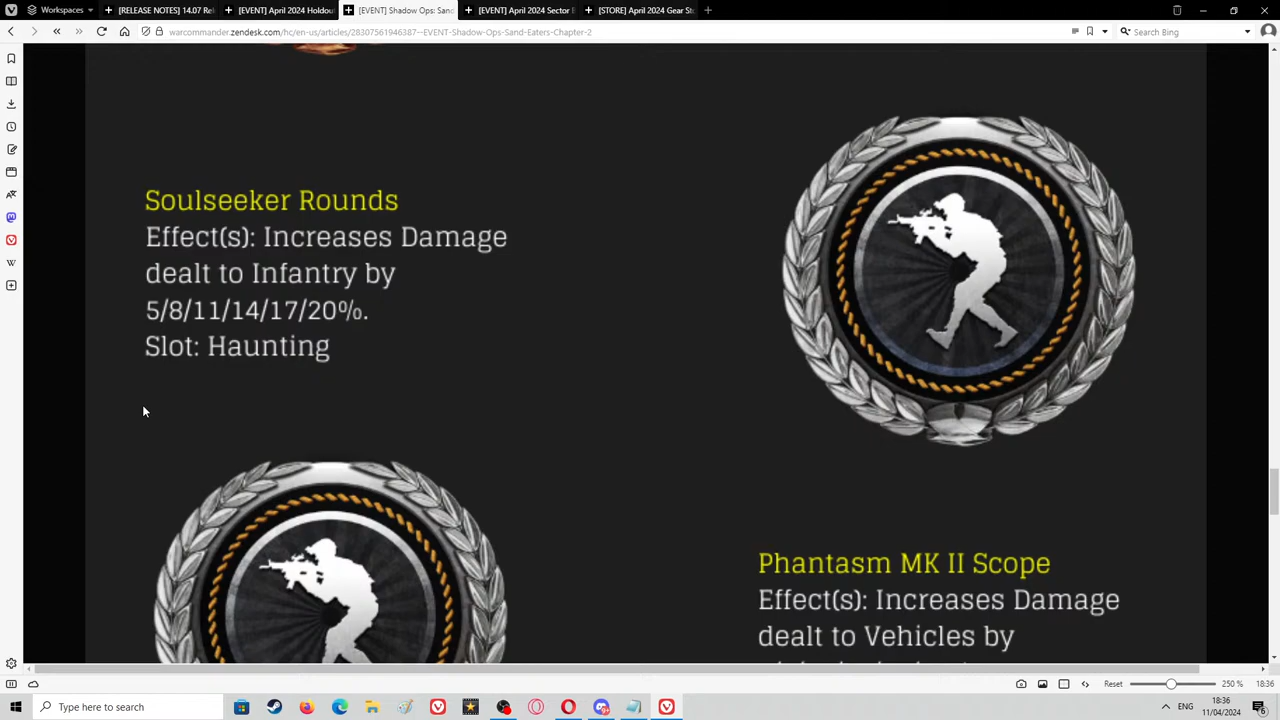 Workspaces
[RELEASE NOTES] 14.07 Re
[EVENT] April 2024 Holdout
[EVENT] Shadow Ops: Sand
[EVENT] April 2024 Sector
[STORE] April 2024 Gear St
warcommander.zendesk.com/hc/en-us/articles/28307561946387--EVENT-Shadow-Ops-Sand-Eaters-Chapter-2
Search Bing
Soulseeker Rounds
Effect(s): Increases Damage
dealt to Infantry by
5/8/11/14/17/20%.
Slot: Haunting
Phantasm MK II Scope
Effect(s): Increases Damage
dealt to Vehicles by
Reset
250 %
18:36
Type here to search
ENG
18:36
11/04/2024